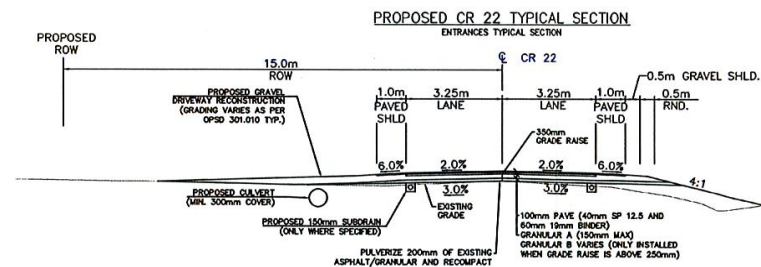 PROPOSED CR 22 TYPICAL SECTION
ENTRANCES TYPICAL SECTION
PROPOSED
ROW
℄ CR 22
15.0m
ROW
0.5m GRAVEL SHLD.
1.0m
PAVED
SHLD
3.25m
LANE
3.25m
LANE
1.0m
PAVED
SHLD
0.5m
RND.
PROPOSED GRAVEL
DRIVEWAY RECONSTRUCTION
(GRADING VARIES AS PER
OPSD 301.010 TYP.)
350mm
GRADE RAISE
6.0%
2.0%
2.0%
6.0%
3.0%
3.0%
4:1
PROPOSED CULVERT
(MIN. 300mm COVER)
EXISTING
GRADE
PROPOSED 150mm SUBDRAIN
(ONLY WHERE SPECIFIED)
PULVERIZE 200mm OF EXISTING
ASPHALT/GRANULAR AND RECOMPACT
100mm PAVE (40mm SP 12.5 AND
60mm 19mm BINDER)
GRANULAR A (150mm MAX)
GRANULAR B VARIES (ONLY INSTALLED
WHEN GRADE RAISE IS ABOVE 250mm)